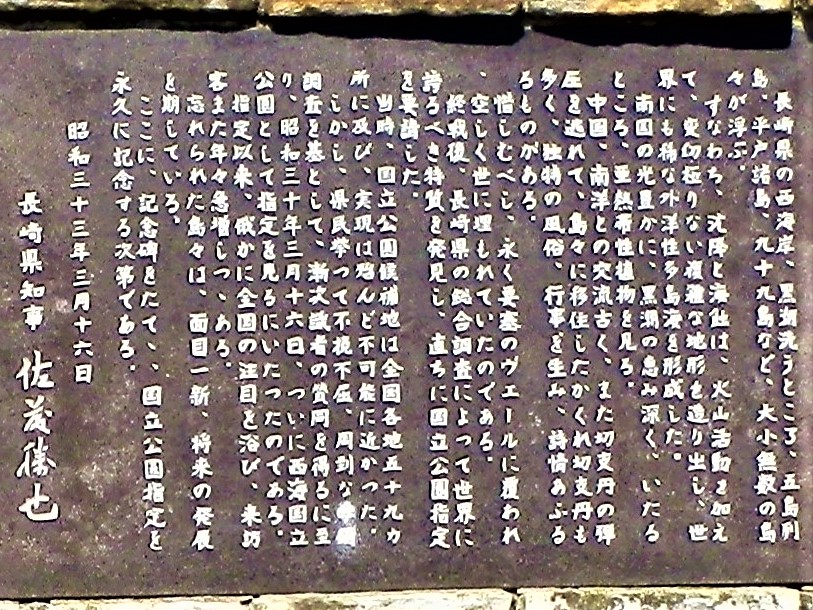 長崎県の西海岸、黒潮洗うところ、五島列
島、平戸諸島、九十九島など、大小無数の島
々が浮ぶ。
すなわち、沈降と海蝕は、火山活動を加え
て、変幻極りない複雑な地形を造り出し、世
界にも稀な外洋性多島海を形成した。
南国の光豊かに、黒潮の恵み深く、いたる
ところ、亜熱帯性植物を見る。
中国、南洋との交流古く、また切支丹の弾
圧を逃れて、島々に移住したかくれ切支丹も
多く、独特の風俗、行事を生み、詩情あふる
るものがある。
惜しむべし、永く要塞のヴェールに覆われ
、空しく世に埋もれていたのである。
終戦後、長崎県の総合調査によって世界に
誇るべき特質を発見し、直ちに国立公園指定
を要請した。
当時、国立公園候補地は全国各地五十九カ
所に及び、実現は殆んど不可能に近かった。
しかし、県民挙って不撓不屈、周到な
調査を基として、漸次識者の賛同を得るに至
り、昭和三十年三月十六日、ついに西海国立
公園として指定を見るにいたったのである。
指定以来、俄かに全国の注目を浴び、来訪
客また年々急増しつゝある。
忘れられた島々は、面目一新、将来の発展
を期している。
ここに、記念碑をたて、、国立公園指定を
永久に記念する次第である。
昭和三十三年三月十六日
長崎県知事 佐藤勝也